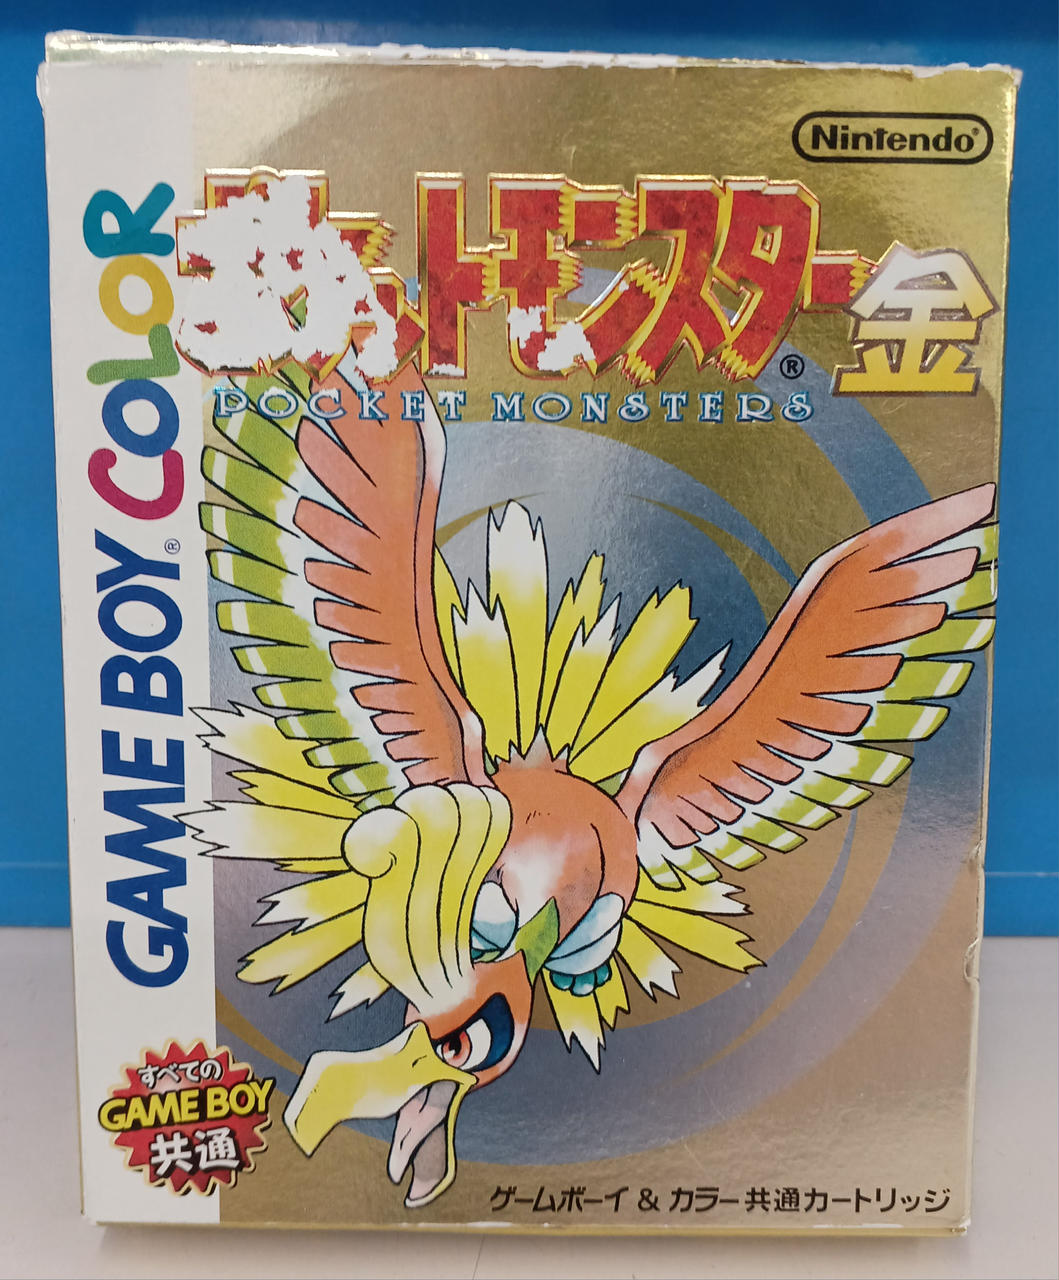 Nintendo®
トモンスター金
®
POCKET MONSTERS
GAME BOY® COLOR
すべての
GAME BOY
共通
ゲームボーイ & カラー共通カートリッジ